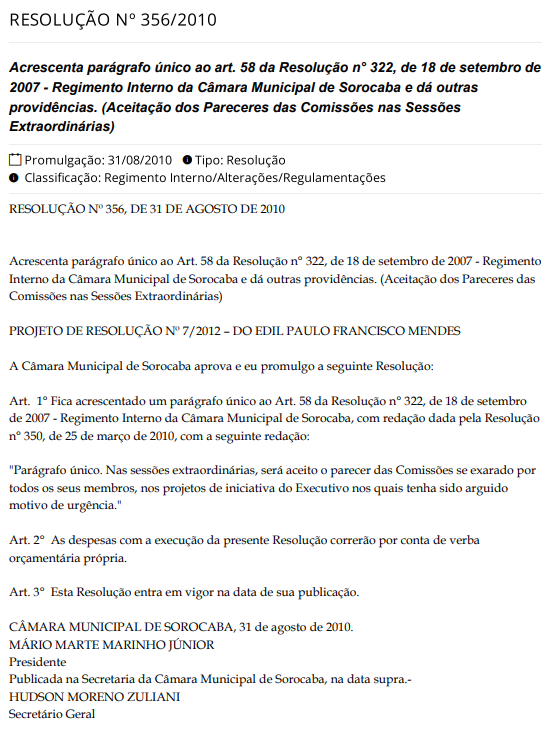 RESOLUÇÃO Nº 356/2010
Acrescenta parágrafo único ao art. 58 da Resolução n° 322, de 18 de setembro de
2007 - Regimento Interno da Câmara Municipal de Sorocaba e dá outras
providências. (Aceitação dos Pareceres das Comissões nas Sessões
Extraordinárias)
Promulgação: 31/08/2010 Tipo: Resolução
Classificação: Regimento Interno/Alterações/Regulamentações
RESOLUÇÃO Nº 356, DE 31 DE AGOSTO DE 2010
Acrescenta parágrafo único ao Art. 58 da Resolução n° 322, de 18 de setembro de 2007 - Regimento
Interno da Câmara Municipal de Sorocaba e dá outras providências. (Aceitação dos Pareceres das
Comissões nas Sessões Extraordinárias)
PROJETO DE RESOLUÇÃO Nº 7/2012 – DO EDIL PAULO FRANCISCO MENDES
A Câmara Municipal de Sorocaba aprova e eu promulgo a seguinte Resolução:
Art. 1° Fica acrescentado um parágrafo único ao Art. 58 da Resolução n° 322, de 18 de setembro
de 2007 - Regimento Interno da Câmara Municipal de Sorocaba, com redação dada pela Resolução
n° 350, de 25 de março de 2010, com a seguinte redação:
"Parágrafo único. Nas sessões extraordinárias, será aceito o parecer das Comissões se exarado por
todos os seus membros, nos projetos de iniciativa do Executivo nos quais tenha sido arguido
motivo de urgência."
Art. 2° As despesas com a execução da presente Resolução correrão por conta de verba
orçamentária própria.
Art. 3° Esta Resolução entra em vigor na data de sua publicação.
CÂMARA MUNICIPAL DE SOROCABA, 31 de agosto de 2010.
MÁRIO MARTE MARINHO JÚNIOR
Presidente
Publicada na Secretaria da Câmara Municipal de Sorocaba, na data supra.-
HUDSON MORENO ZULIANI
Secretário Geral